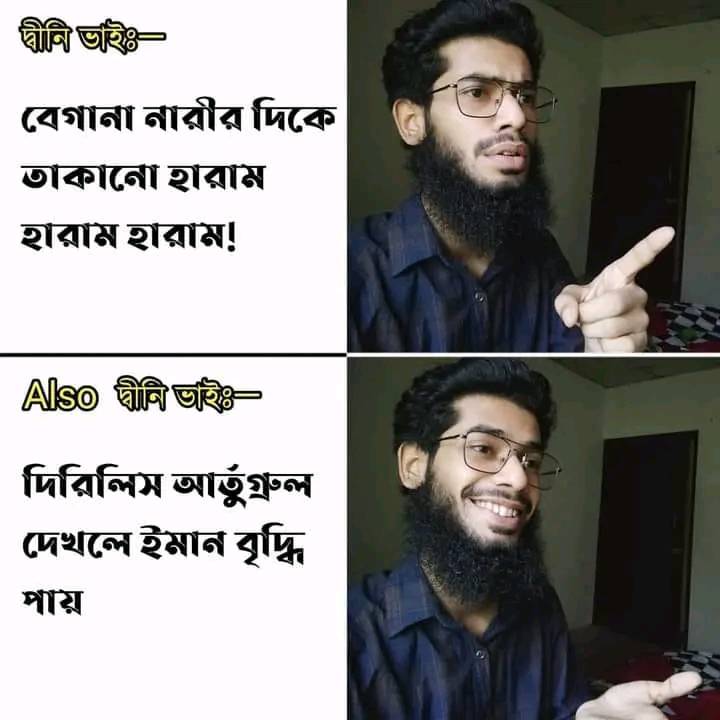 দ্বীনি ভাইঃ—
বেগানা নারীর দিকে
তাকানো হারাম
হারাম হারাম!
Also দ্বীনি ভাইঃ—
দিরিলিস আর্তুগ্রুল
দেখলে ইমান বৃদ্ধি
পায়